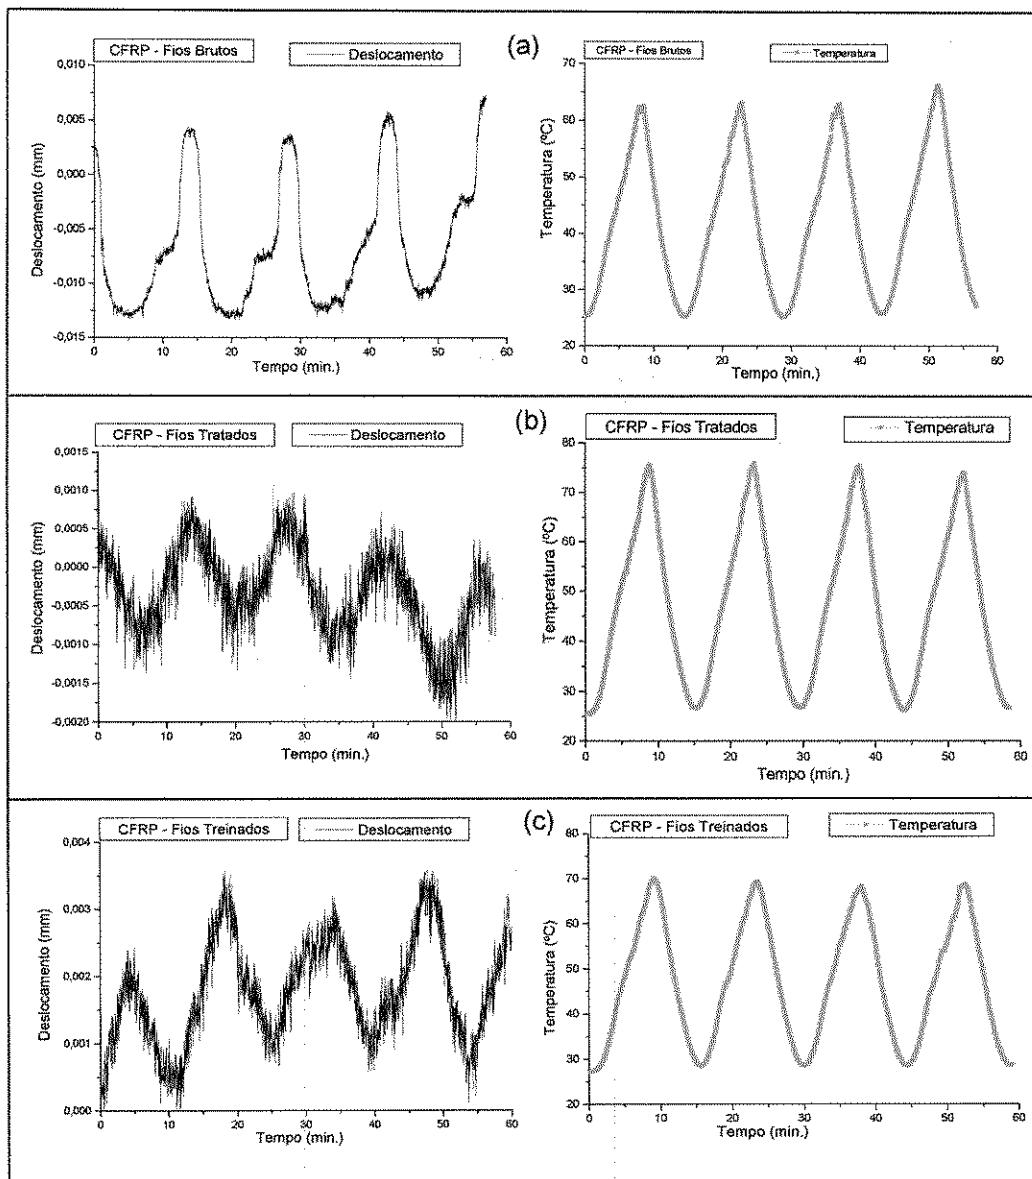 (a)
CFRP - Fios Brutos
Deslocamento
0,010
0,005
0,000
-0,005
-0,010
-0,015
Deslocamento (mm)
0 10 20 30 40 50 60
Tempo (min.)
CFRP - Fios Brutos
Temperatura
70
60
50
40
30
20
Temperatura (ºC)
0 10 20 30 40 50 60
Tempo (min.)
(b)
CFRP - Fios Tratados
Deslocamento
0,0015
0,0010
0,0005
0,0000
-0,0005
-0,0010
-0,0015
-0,0020
Deslocamento (mm)
0 10 20 30 40 50 60
Tempo (min.)
CFRP - Fios Tratados
Temperatura
80
70
60
50
40
30
20
Temperatura (ºC)
0 10 20 30 40 50 60
Tempo (min.)
(c)
CFRP - Fios Treinados
Deslocamento
0,004
0,003
0,002
0,001
0,000
Deslocamento (mm)
0 10 20 30 40 50 60
Tempo (min.)
CFRP - Fios Treinados
Temperatura
80
70
60
50
40
30
20
Temperatura (ºC)
0 10 20 30 40 50 60
Tempo (min.)